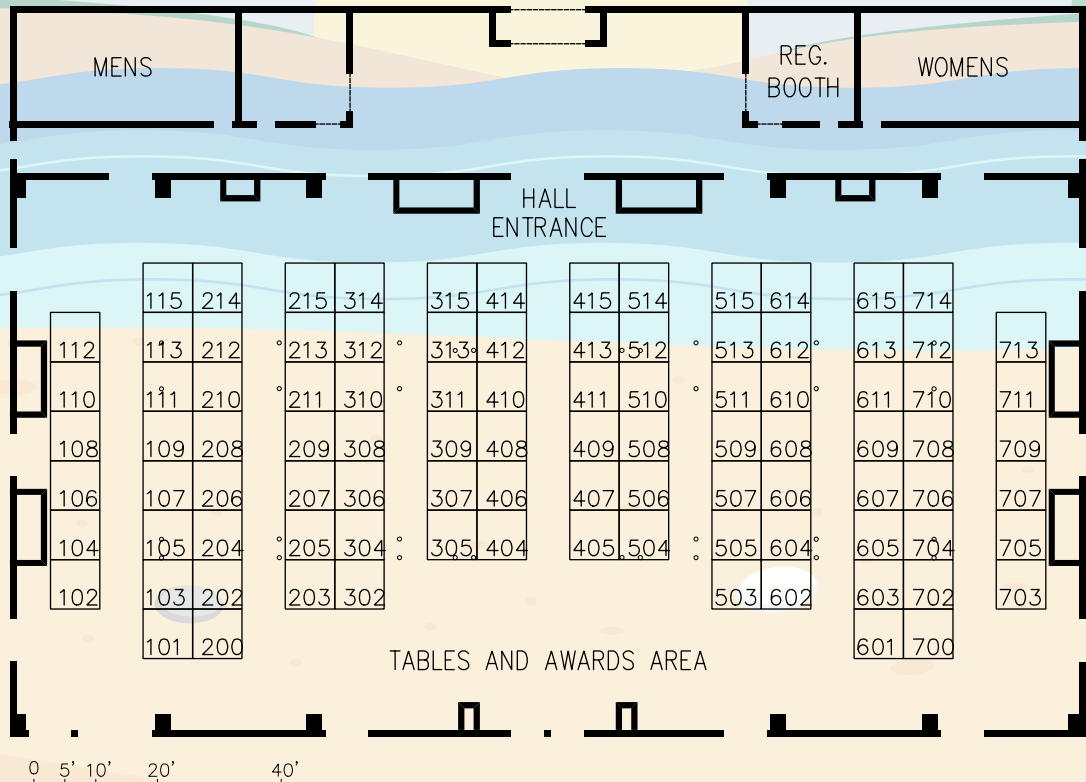 MENS
REG.
BOOTH
WOMENS
HALL
ENTRANCE
115 214 215 314 315 414 415 514 515 614 615 714
112 113 212 213 312 313 412 413 512 513 612 613 712 713
110 111 210 211 310 311 410 411 510 511 610 611 710 711
108 109 208 209 308 309 408 409 508 509 608 609 708 709
106 107 206 207 306 307 406 407 506 507 606 607 706 707
104 105 204 205 304 305 404 405 504 505 604 605 704 705
102 103 202 203 302 503 602 603 702 703
101 200 601 700
TABLES AND AWARDS AREA
0 5' 10' 20' 40'